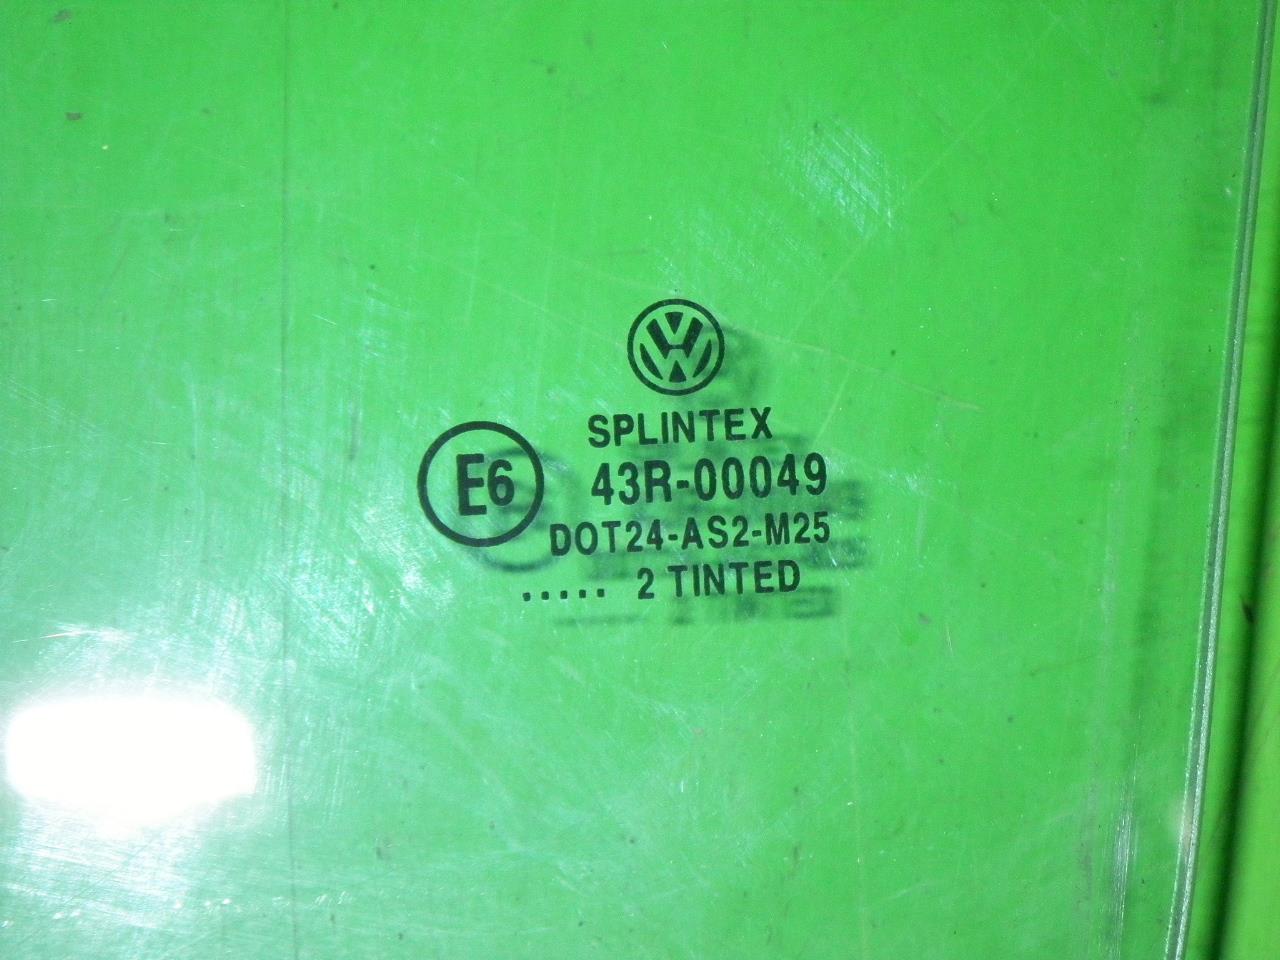 SPLINTEX
E6 43R-00049
DOT24-AS2-M25
..... 2 TINTED